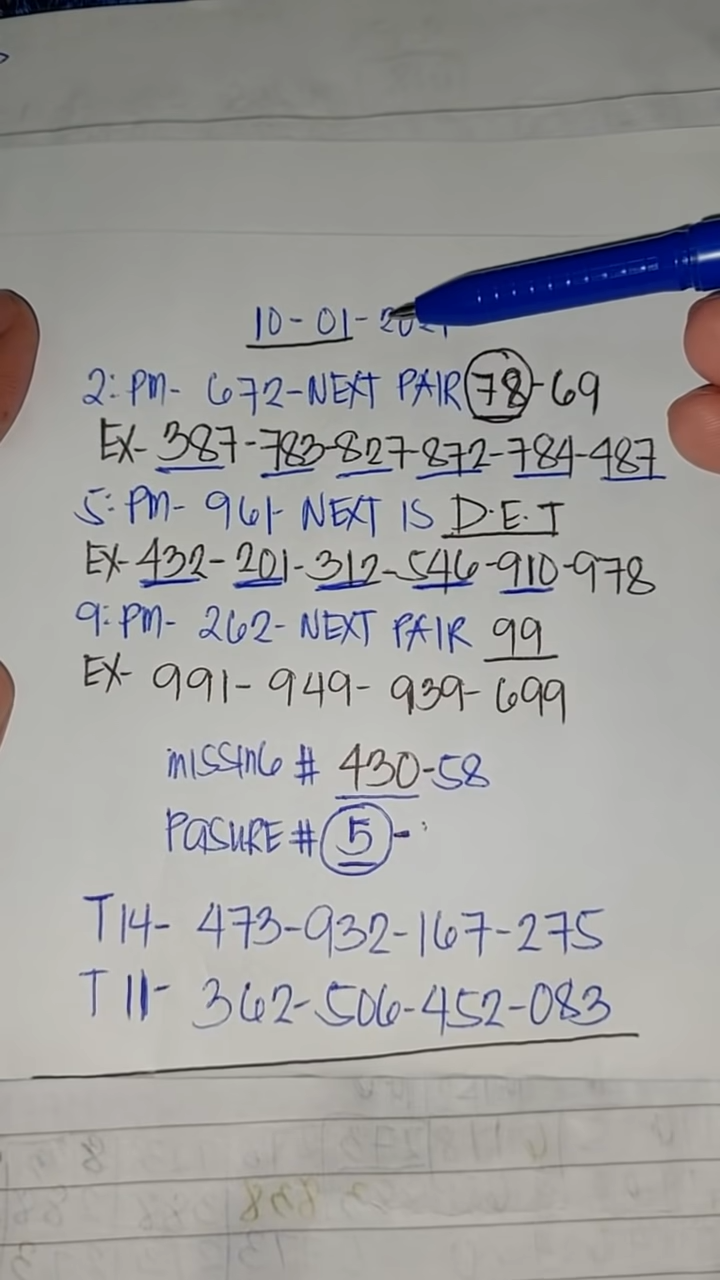 10-01-202
2:PM- 672-NEXT PAIR 78-69
EX- 387-783-827-872-784-487
5:PM- 961- NEXT IS D.E.T
EX- 432-201-312-546-910-978
9:PM- 262- NEXT PAIR 99
EX- 991-949-939-699
MISSING # 430-58
PASURE # 5-
T14- 473-932-167-275
T11- 362-506-452-083